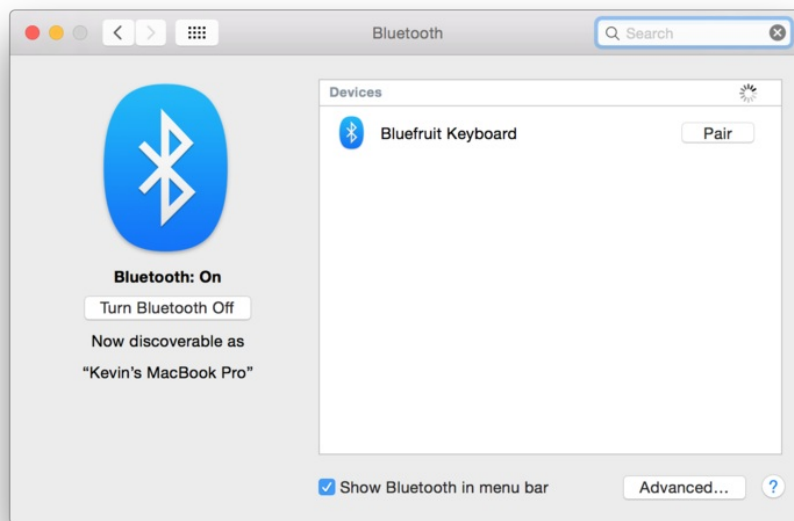 Bluetooth
Search
Devices
Bluefruit Keyboard
Pair
Bluetooth: On
Turn Bluetooth Off
Now discoverable as
“Kevin’s MacBook Pro”
Show Bluetooth in menu bar
Advanced...
?